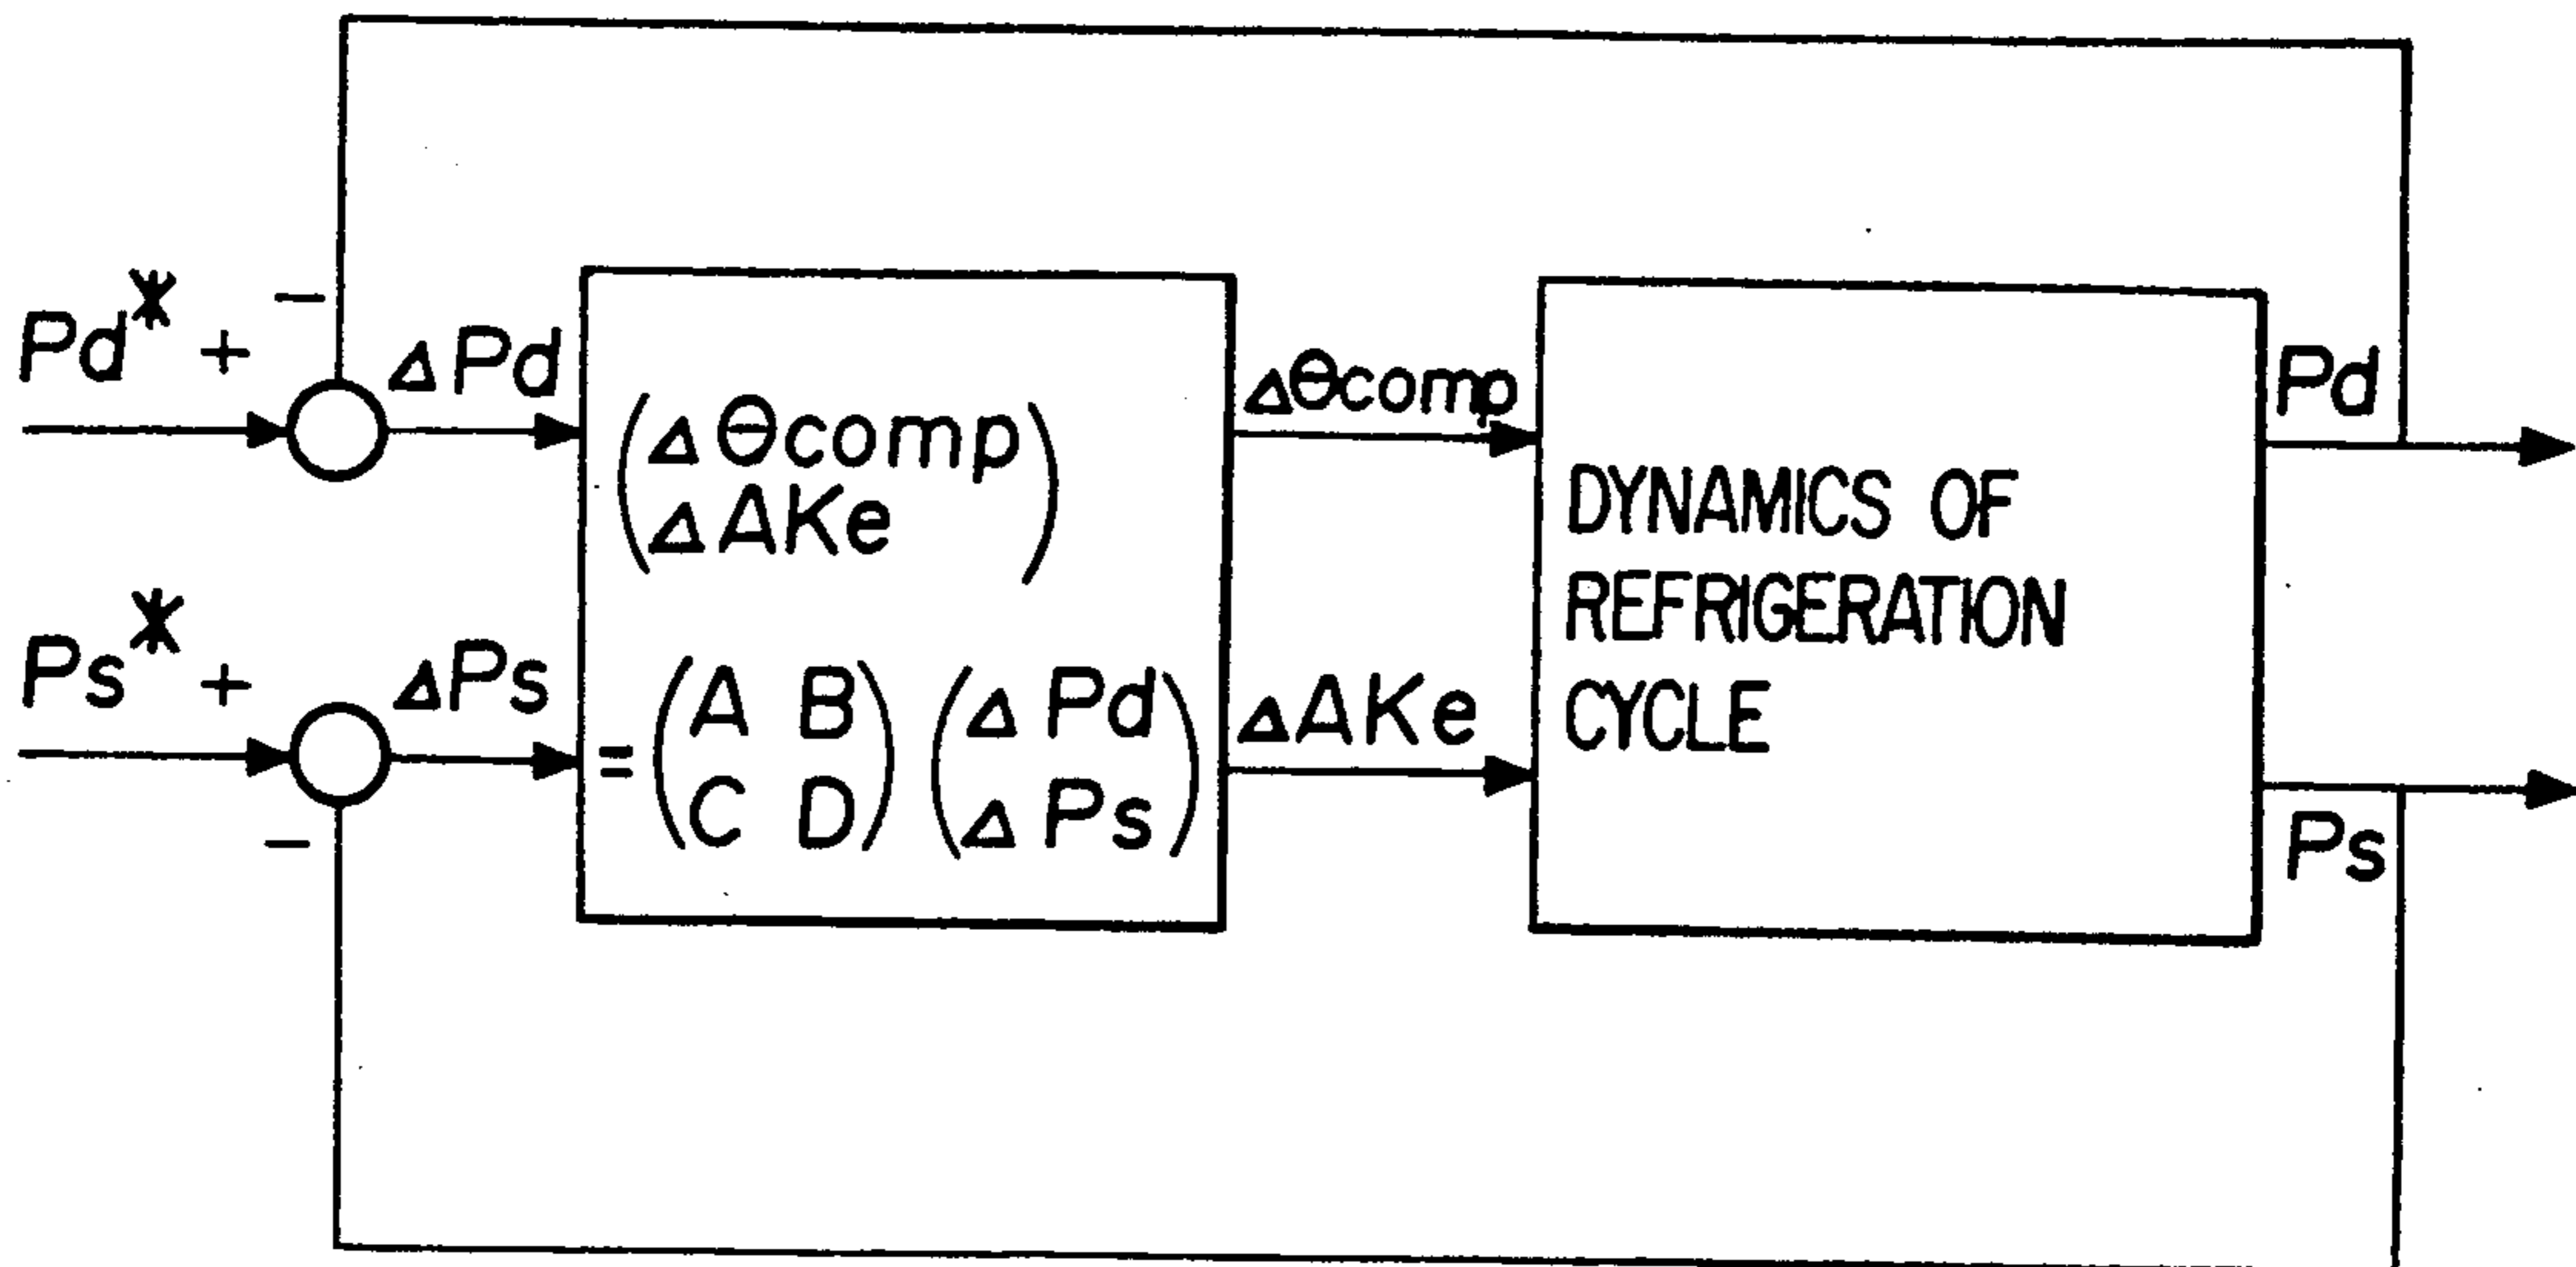 Pd* + −
ΔPd
Ps* +
−
ΔPs
(Δθcomp
ΔAKe)
= (A B
C D) (ΔPd
ΔPs)
Δθcomp
ΔAKe
DYNAMICS OF
REFRIGERATION
CYCLE
Pd
Ps